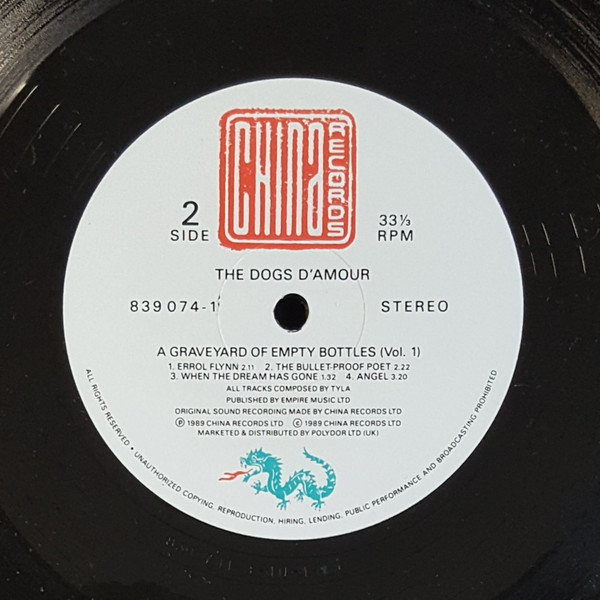 CHINA RECORDS
2
SIDE
33⅓
RPM
THE DOGS D'AMOUR
839 074-1
STEREO
A GRAVEYARD OF EMPTY BOTTLES (Vol. 1)
1. ERROL FLYNN 2.11 2. THE BULLET-PROOF POET 2.22
3. WHEN THE DREAM HAS GONE 1.32 4. ANGEL 3.20
ALL TRACKS COMPOSED BY TYLA
PUBLISHED BY EMPIRE MUSIC LTD
ORIGINAL SOUND RECORDING MADE BY CHINA RECORDS LTD
℗ 1989 CHINA RECORDS LTD © 1989 CHINA RECORDS LTD
MARKETED & DISTRIBUTED BY POLYDOR LTD (UK)
ALL RIGHTS RESERVED • UNAUTHORIZED COPYING, REPRODUCTION, HIRING, LENDING, PUBLIC PERFORMANCE AND BROADCASTING PROHIBITED